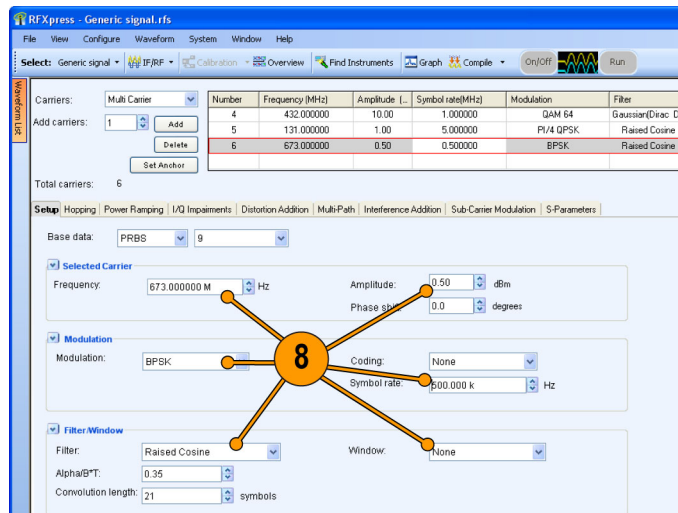 RFXpress - Generic signal.rfs
File View Configure Waveform System Window Help
Select: Generic signal IF/RF Calibration Overview Find Instruments Graph Compile On/Off Run
Waveform List
Carriers: Multi Carrier
Add carriers: 1 Add
Delete
Set Anchor
Total carriers: 6
Number Frequency (MHz) Amplitude (... Symbol rate(MHz) Modulation Filter
4 432.000000 10.00 1.000000 QAM 64 Gaussian(Dirac D
5 131.000000 1.00 5.000000 PI/4 QPSK Raised Cosine
6 673.000000 0.50 0.500000 BPSK Raised Cosine
Setup Hopping Power Ramping I/Q Impairments Distortion Addition Multi-Path Interference Addition Sub-Carrier Modulation S-Parameters
Base data: PRBS 9
Selected Carrier
Frequency: 673.000000 M Hz Amplitude: 0.50 dBm
Phase shift: 0.0 degrees
Modulation
Modulation: BPSK Coding: None
8
Symbol rate: 500.000 k Hz
Filter/Window
Filter: Raised Cosine Window: None
Alpha/B*T: 0.35
Convolution length: 21 symbols